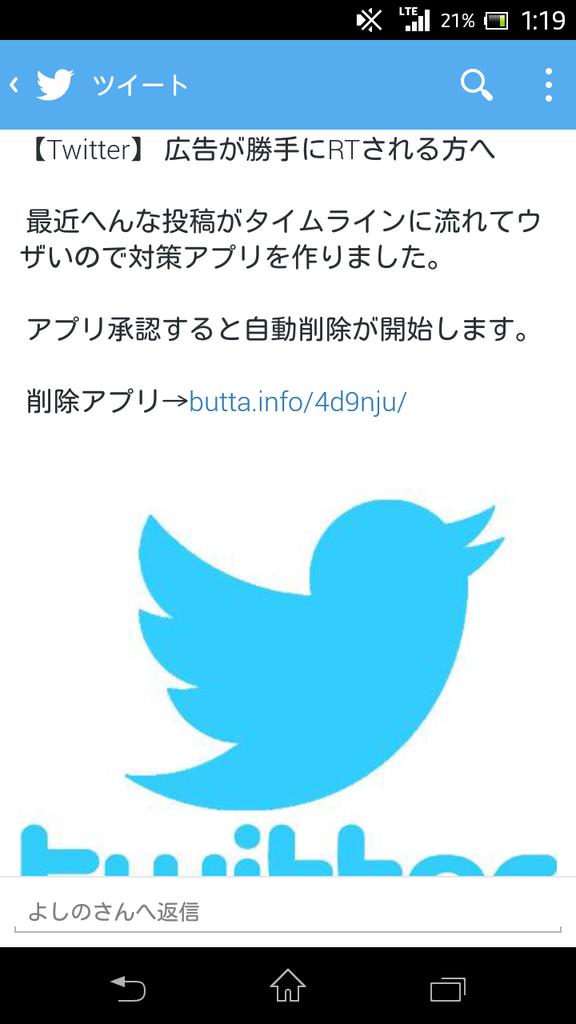 LTE 21% 1:19
ツイート
【Twitter】 広告が勝手にRTされる方へ
最近へんな投稿がタイムラインに流れてウ
ザいので対策アプリを作りました。
アプリ承認すると自動削除が開始します。
削除アプリ→butta.info/4d9nju/
twitter
よしのさんへ返信